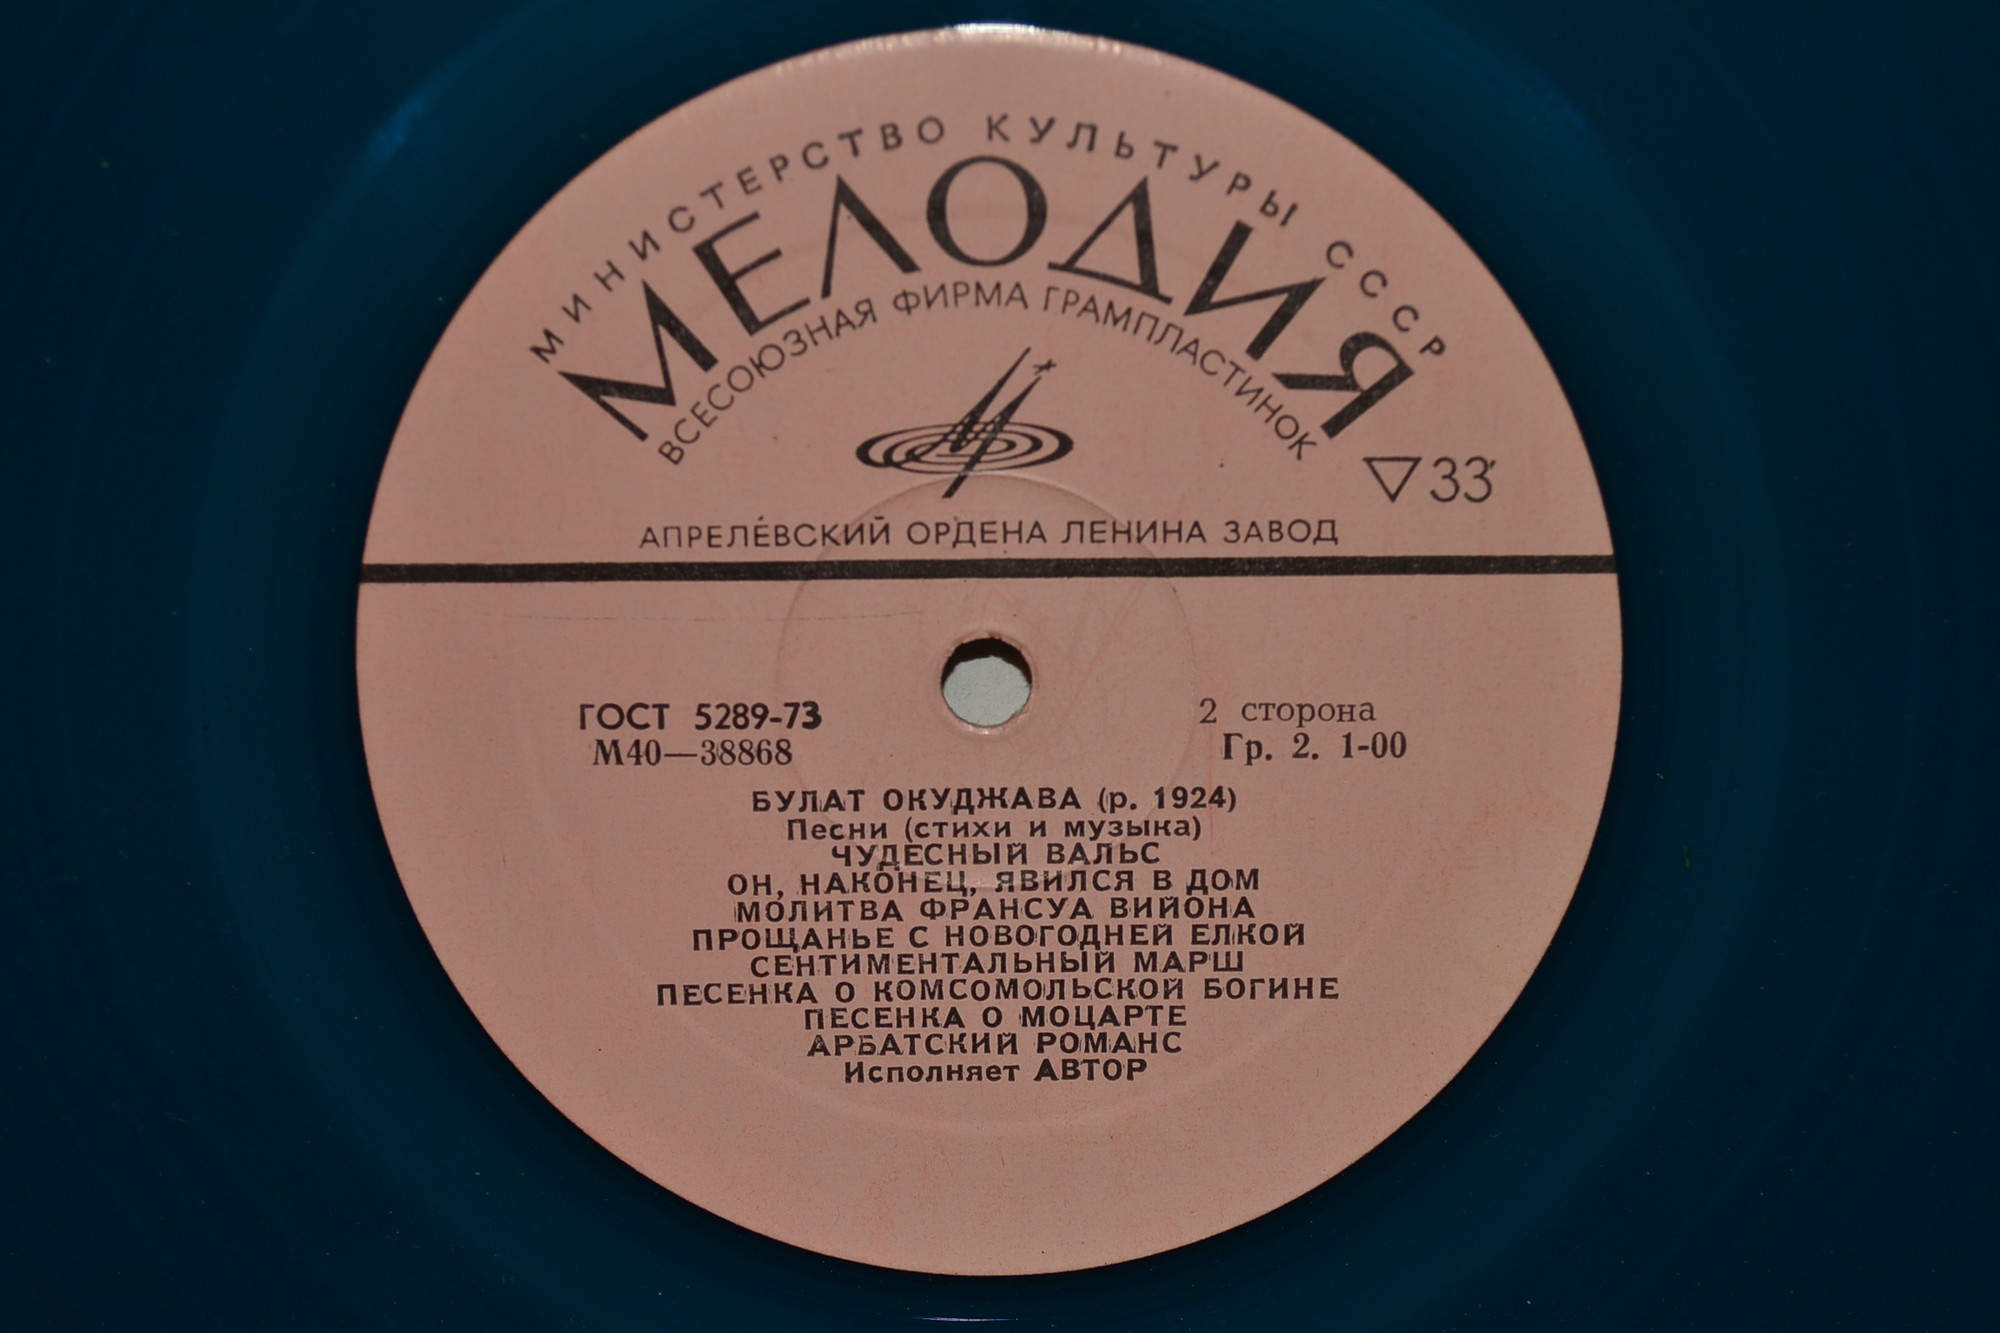 МИНИСТЕРСТВО КУЛЬТУРЫ СССР
МЕЛОДИЯ
ВСЕСОЮЗНАЯ ФИРМА ГРАМПЛАСТИНОК
▽33
АПРЕЛЕ́ВСКИЙ ОРДЕНА ЛЕНИНА ЗАВОД
ГОСТ 5289-73
М40—38868
2 сторона
Гр. 2. 1-00
БУЛАТ ОКУДЖАВА (р. 1924)
Песни (стихи и музыка)
ЧУДЕСНЫЙ ВАЛЬС
ОН, НАКОНЕЦ, ЯВИЛСЯ В ДОМ
МОЛИТВА ФРАНСУА ВИЙОНА
ПРОЩАНЬЕ С НОВОГОДНЕЙ ЕЛКОЙ
СЕНТИМЕНТАЛЬНЫЙ МАРШ
ПЕСЕНКА О КОМСОМОЛЬСКОЙ БОГИНЕ
ПЕСЕНКА О МОЦАРТЕ
АРБАТСКИЙ РОМАНС
Исполняет АВТОР